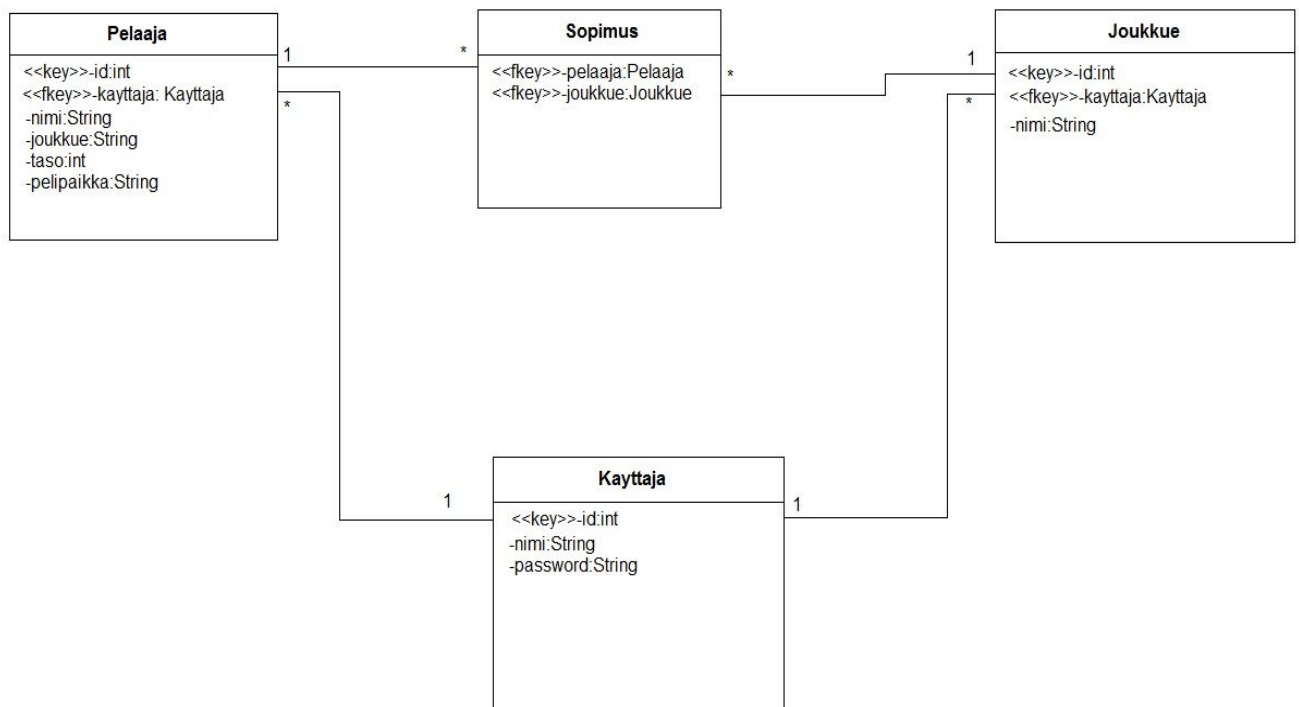 Pelaaja
<<key>>-id:int
<<fkey>>-kayttaja: Kayttaja
-nimi:String
-joukkue:String
-taso:int
-pelipaikka:String
1
*
*
Sopimus
<<fkey>>-pelaaja:Pelaaja
<<fkey>>-joukkue:Joukkue
*
1
*
Joukkue
<<key>>-id:int
<<fkey>>-kayttaja:Kayttaja
-nimi:String
1
Kayttaja
<<key>>-id:int
-nimi:String
-password:String
1